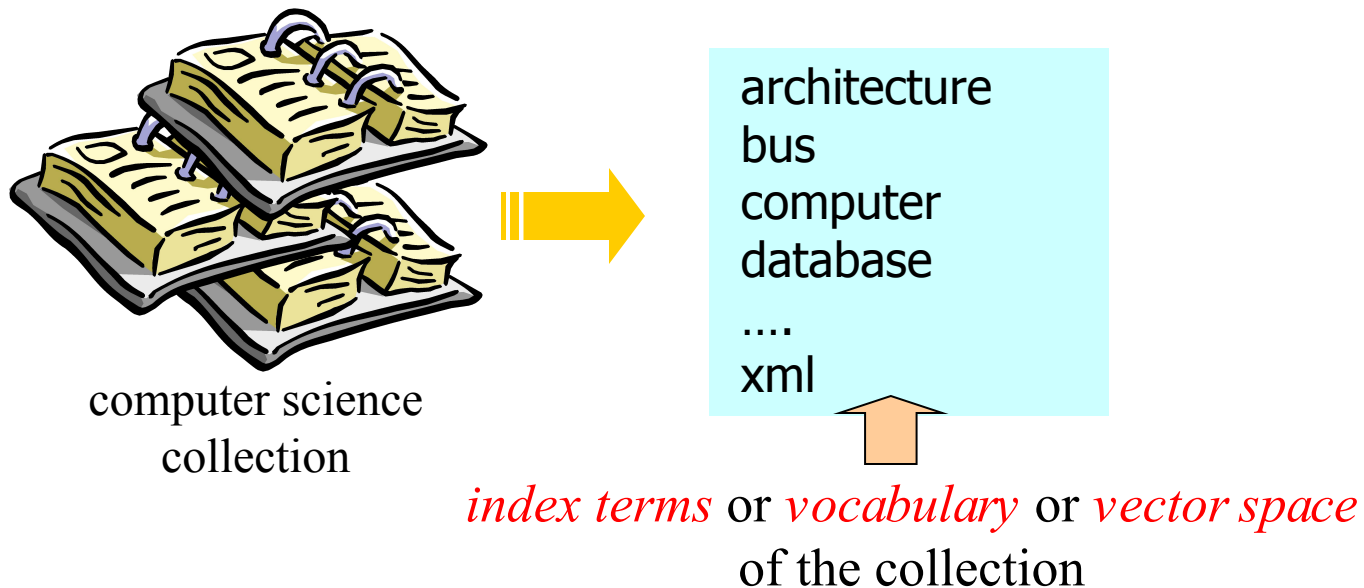 architecture
bus
computer
database
....
xml
computer science
collection
index terms or vocabulary or vector space
of the collection